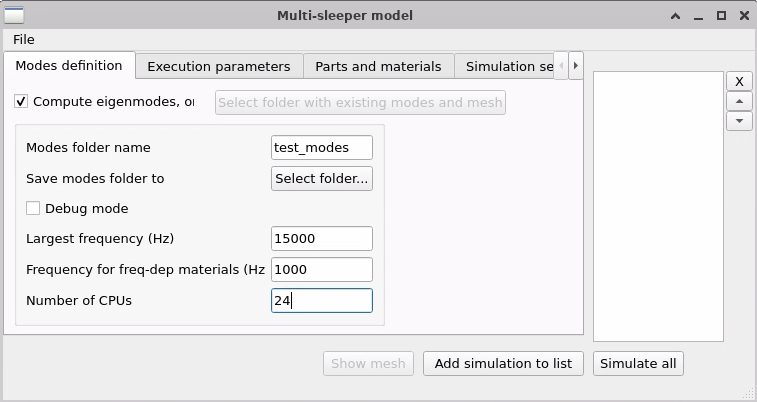 Multi-sleeper model
File
Modes definition Execution parameters Parts and materials Simulation se
Compute eigenmodes, or Select folder with existing modes and mesh
X
Modes folder name test_modes
Save modes folder to Select folder...
Debug mode
Largest frequency (Hz) 15000
Frequency for freq-dep materials (Hz 1000
Number of CPUs 24
Show mesh Add simulation to list Simulate all